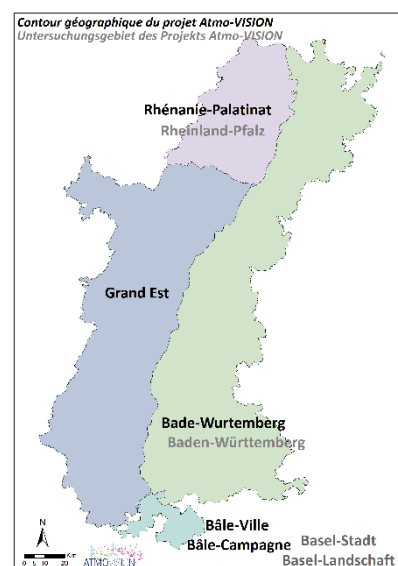 Contour géographique du projet Atmo-VISION
Untersuchungsgebiet des Projekts Atmo-VISION
Rhénanie-Palatinat
Rheinland-Pfalz
Grand Est
Bade-Wurtemberg
Baden-Württemberg
Bâle-Ville
Bâle-Campagne
Basel-Stadt
Basel-Landschaft
N
0 5 10 20 Km
ATMOVISION